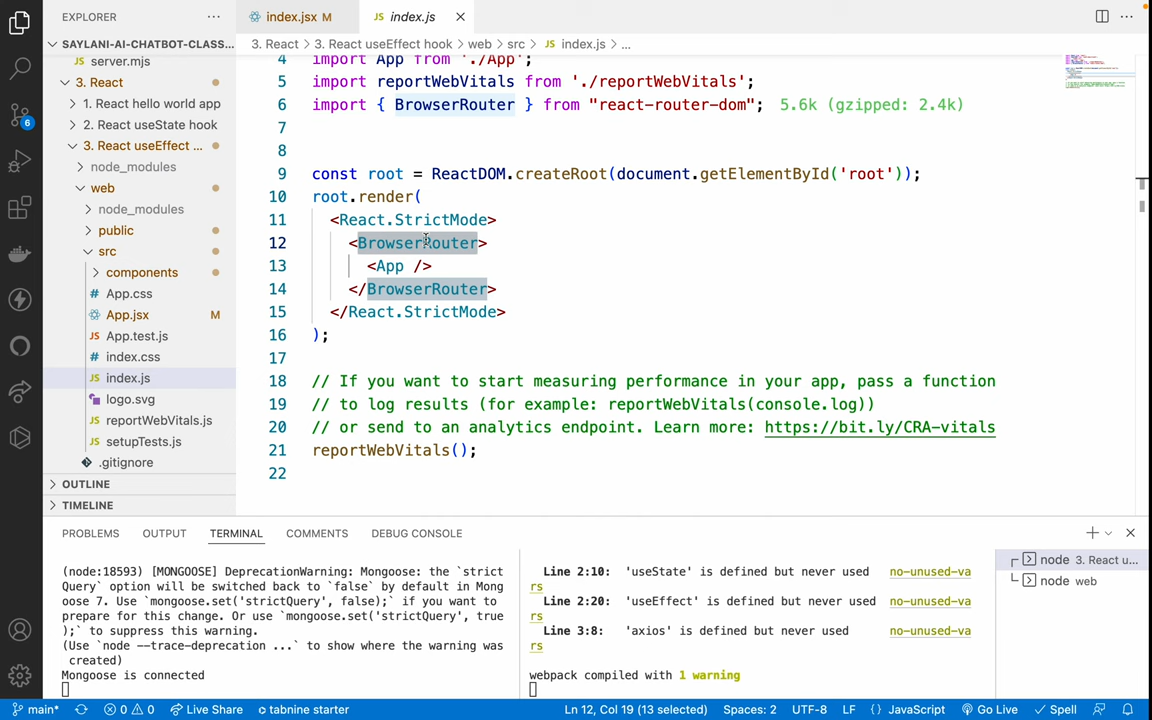 EXPLORER
SAYLANI-AI-CHATBOT-CLASS...
server.mjs
3. React
1. React hello world app
2. React useState hook
3. React useEffect ...
node_modules
web
node_modules
public
src
components
App.css
App.jsx M
App.test.js
index.css
index.js
logo.svg
reportWebVitals.js
setupTests.js
.gitignore
OUTLINE
TIMELINE
6
index.jsx M
JS index.js
3. React > 3. React useEffect hook > web > src > JS index.js > ...
4 import App from './App';
5 import reportWebVitals from './reportWebVitals';
6 import { BrowserRouter } from "react-router-dom"; 5.6k (gzipped: 2.4k)
7
8
9 const root = ReactDOM.createRoot(document.getElementById('root'));
10 root.render(
11 <React.StrictMode>
12 <BrowserRouter>
13 <App />
14 </BrowserRouter>
15 </React.StrictMode>
16 );
17
18 // If you want to start measuring performance in your app, pass a function
19 // to log results (for example: reportWebVitals(console.log))
20 // or send to an analytics endpoint. Learn more: https://bit.ly/CRA-vitals
21 reportWebVitals();
22
PROBLEMS OUTPUT TERMINAL COMMENTS DEBUG CONSOLE
(node:18593) [MONGOOSE] DeprecationWarning: Mongoose: the `strict
Query` option will be switched back to `false` by default in Mong
oose 7. Use `mongoose.set('strictQuery', false);` if you want to
prepare for this change. Or use `mongoose.set('strictQuery', true
);` to suppress this warning.
(Use `node --trace-deprecation ...` to show where the warning was
created)
Mongoose is connected
Line 2:10: 'useState' is defined but never used no-unused-va
rs
Line 2:20: 'useEffect' is defined but never used no-unused-va
rs
Line 3:8: 'axios' is defined but never used no-unused-va
rs
webpack compiled with 1 warning
node 3. React u...
node web
main* 0 0 Live Share tabnine starter Ln 12, Col 19 (13 selected) Spaces: 2 UTF-8 LF {} JavaScript Go Live Spell